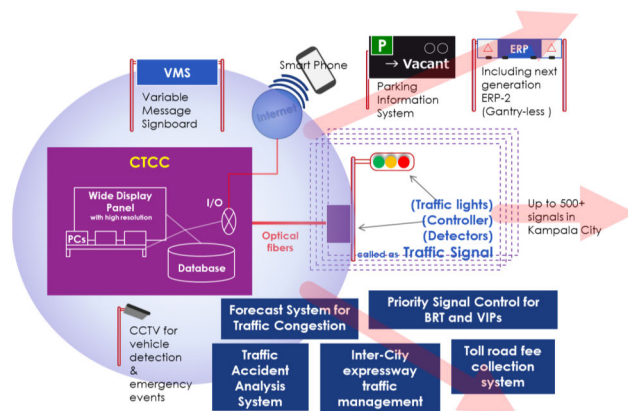 VMS
Variable
Message
Signboard
Smart Phone
Internet
P
→ Vacant
Parking
Information
System
ERP
Including next
generation
ERP-2
(Gantry-less )
CTCC
Wide Display
Panel
with high resolution
I/O
PCs
Database
Optical
fibers
(Traffic lights)
(Controller)
(Detectors)
called as Traffic Signal
Up to 500+
signals in
Kampala City
CCTV for
vehicle
detection
&
emergency
events
Forecast System for
Traffic Congestion
Priority Signal Control for
BRT and VIPs
Traffic
Accident
Analysis
System
Inter-City
expressway
traffic
management
Toll road fee
collection
system